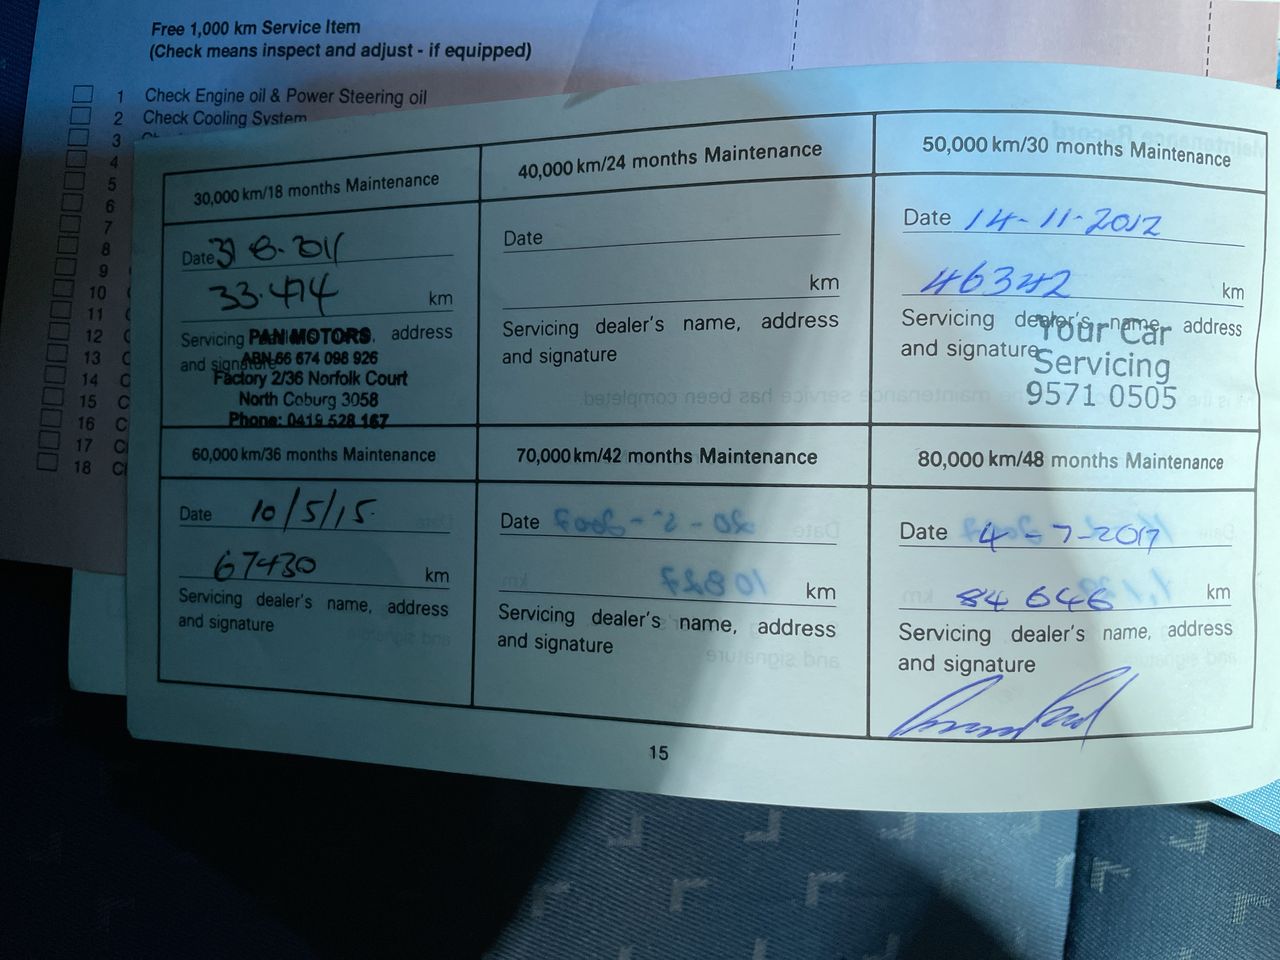 Free 1,000 km Service Item
(Check means inspect and adjust - if equipped)
1 Check Engine oil & Power Steering oil
2 Check Cooling System
3
4
5
6
7
8
9
10
11
12
13
14
15
16
17
18
30,000 km/18 months Maintenance
Date 31 8. 2011
33.474 km
Servicing dealer's name, address
and signature
PAN MOTORS
ABN 66 674 098 926
Factory 2/36 Norfolk Court
North Coburg 3058
Phone: 0419 528 167
40,000 km/24 months Maintenance
Date
km
Servicing dealer's name, address
and signature
50,000 km/30 months Maintenance
Date 14-11-2012
46342 km
Servicing dealer's name, address
and signature
Your Car
Servicing
9571 0505
60,000 km/36 months Maintenance
Date 10/5/15.
67430 km
Servicing dealer's name, address
and signature
70,000 km/42 months Maintenance
Date
km
Servicing dealer's name, address
and signature
80,000 km/48 months Maintenance
Date 4-7-2017
84 646 km
Servicing dealer's name, address
and signature
15